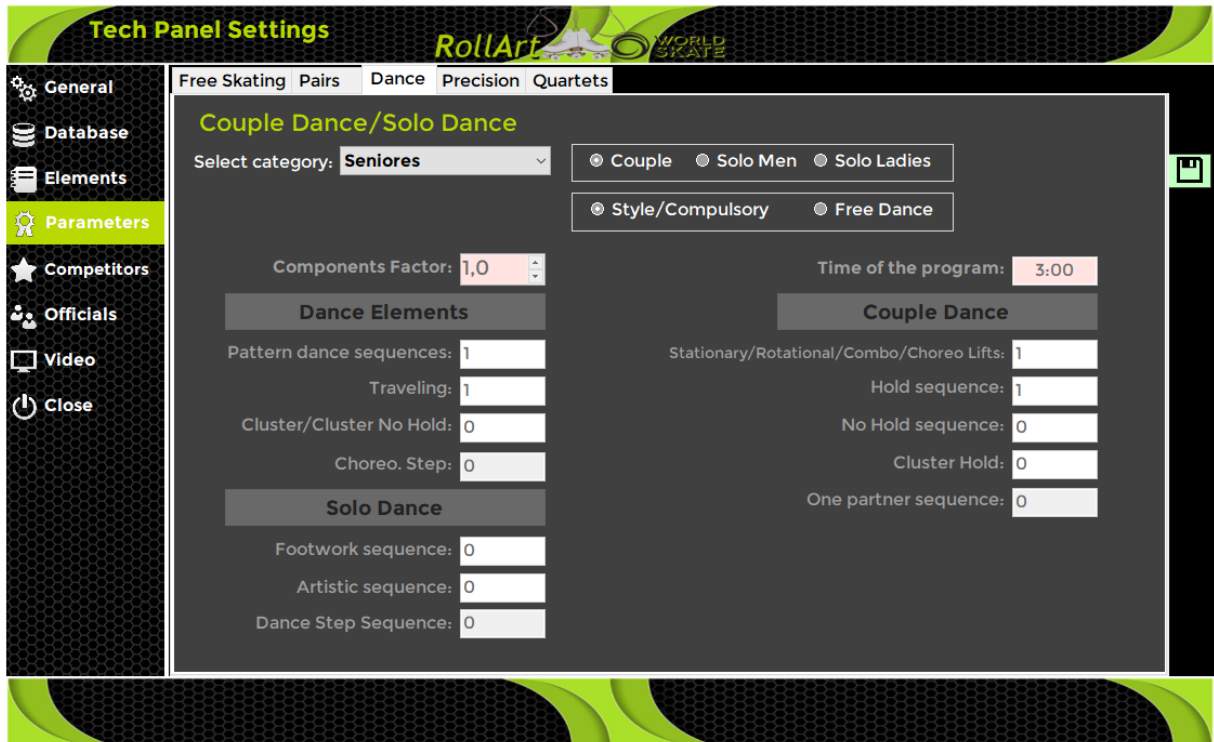 Tech Panel Settings
RollArt
WORLD SKATE
General
Database
Elements
Parameters
Competitors
Officials
Video
Close
Free Skating Pairs Dance Precision Quartets
Couple Dance/Solo Dance
Select category: Seniores
Couple Solo Men Solo Ladies
Style/Compulsory Free Dance
Components Factor: 1,0
Time of the program: 3:00
Dance Elements
Pattern dance sequences: 1
Traveling: 1
Cluster/Cluster No Hold: 0
Choreo. Step: 0
Solo Dance
Footwork sequence: 0
Artistic sequence: 0
Dance Step Sequence: 0
Couple Dance
Stationary/Rotational/Combo/Choreo Lifts: 1
Hold sequence: 1
No Hold sequence: 0
Cluster Hold: 0
One partner sequence: 0